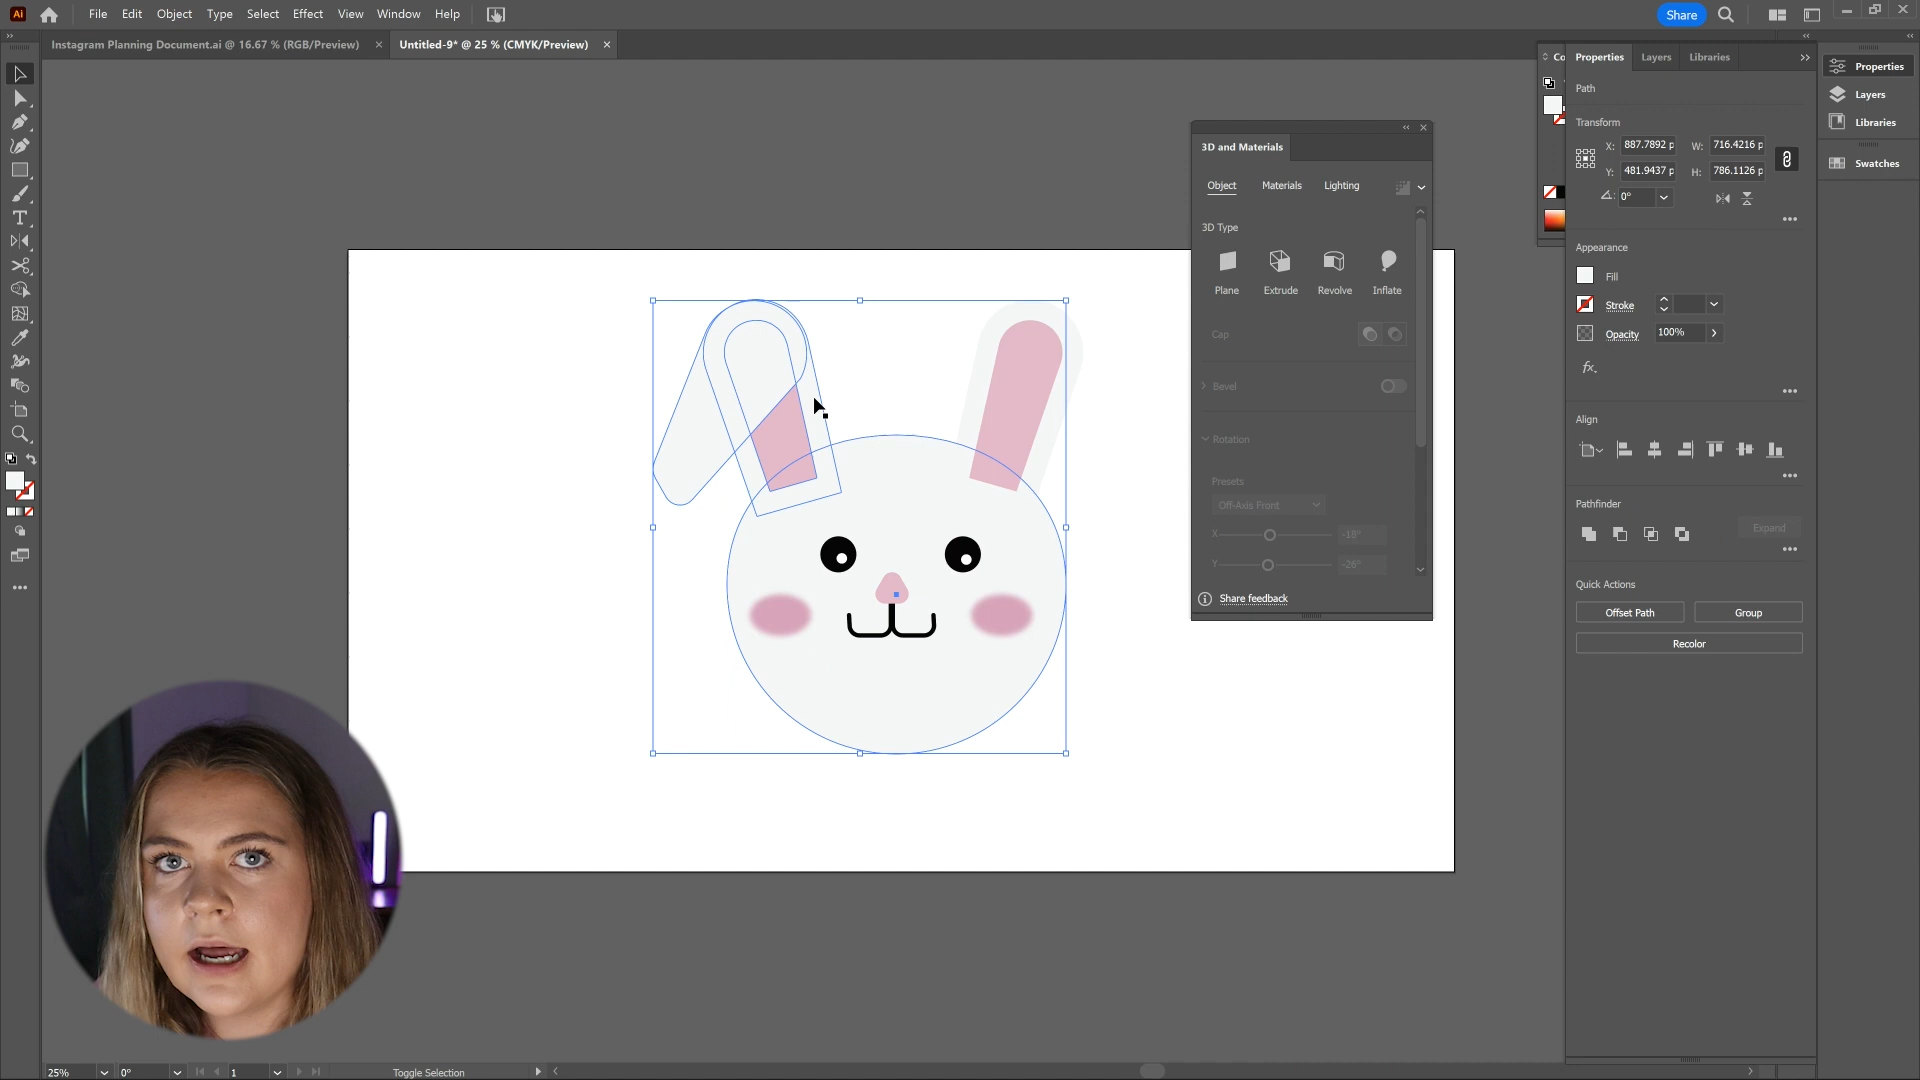 Ai File Edit Object Type Select Effect View Window Help Share
Instagram Planning Document.ai @ 16.67 % (RGB/Preview) × Untitled-9* @ 25 % (CMYK/Preview) ×
3D and Materials
Object Materials Lighting
3D Type
Plane Extrude Revolve Inflate
Cap
Bevel
Rotation
Presets
Off-Axis Front
X -18°
Y -26°
Share feedback
Co Properties Layers Libraries
Path
Transform
X: 887.7892 p W: 716.4216 p
Y: 481.9437 p H: 786.1126 p
0°
Appearance
Fill
Stroke
Opacity 100%
fx.
Align
Pathfinder
Expand
Quick Actions
Offset Path Group
Recolor
Properties
Layers
Libraries
Swatches
25% 0° 1 Toggle Selection